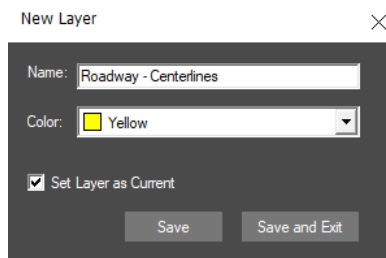 New Layer
Name: Roadway - Centerlines
Color: Yellow
Set Layer as Current
Save Save and Exit